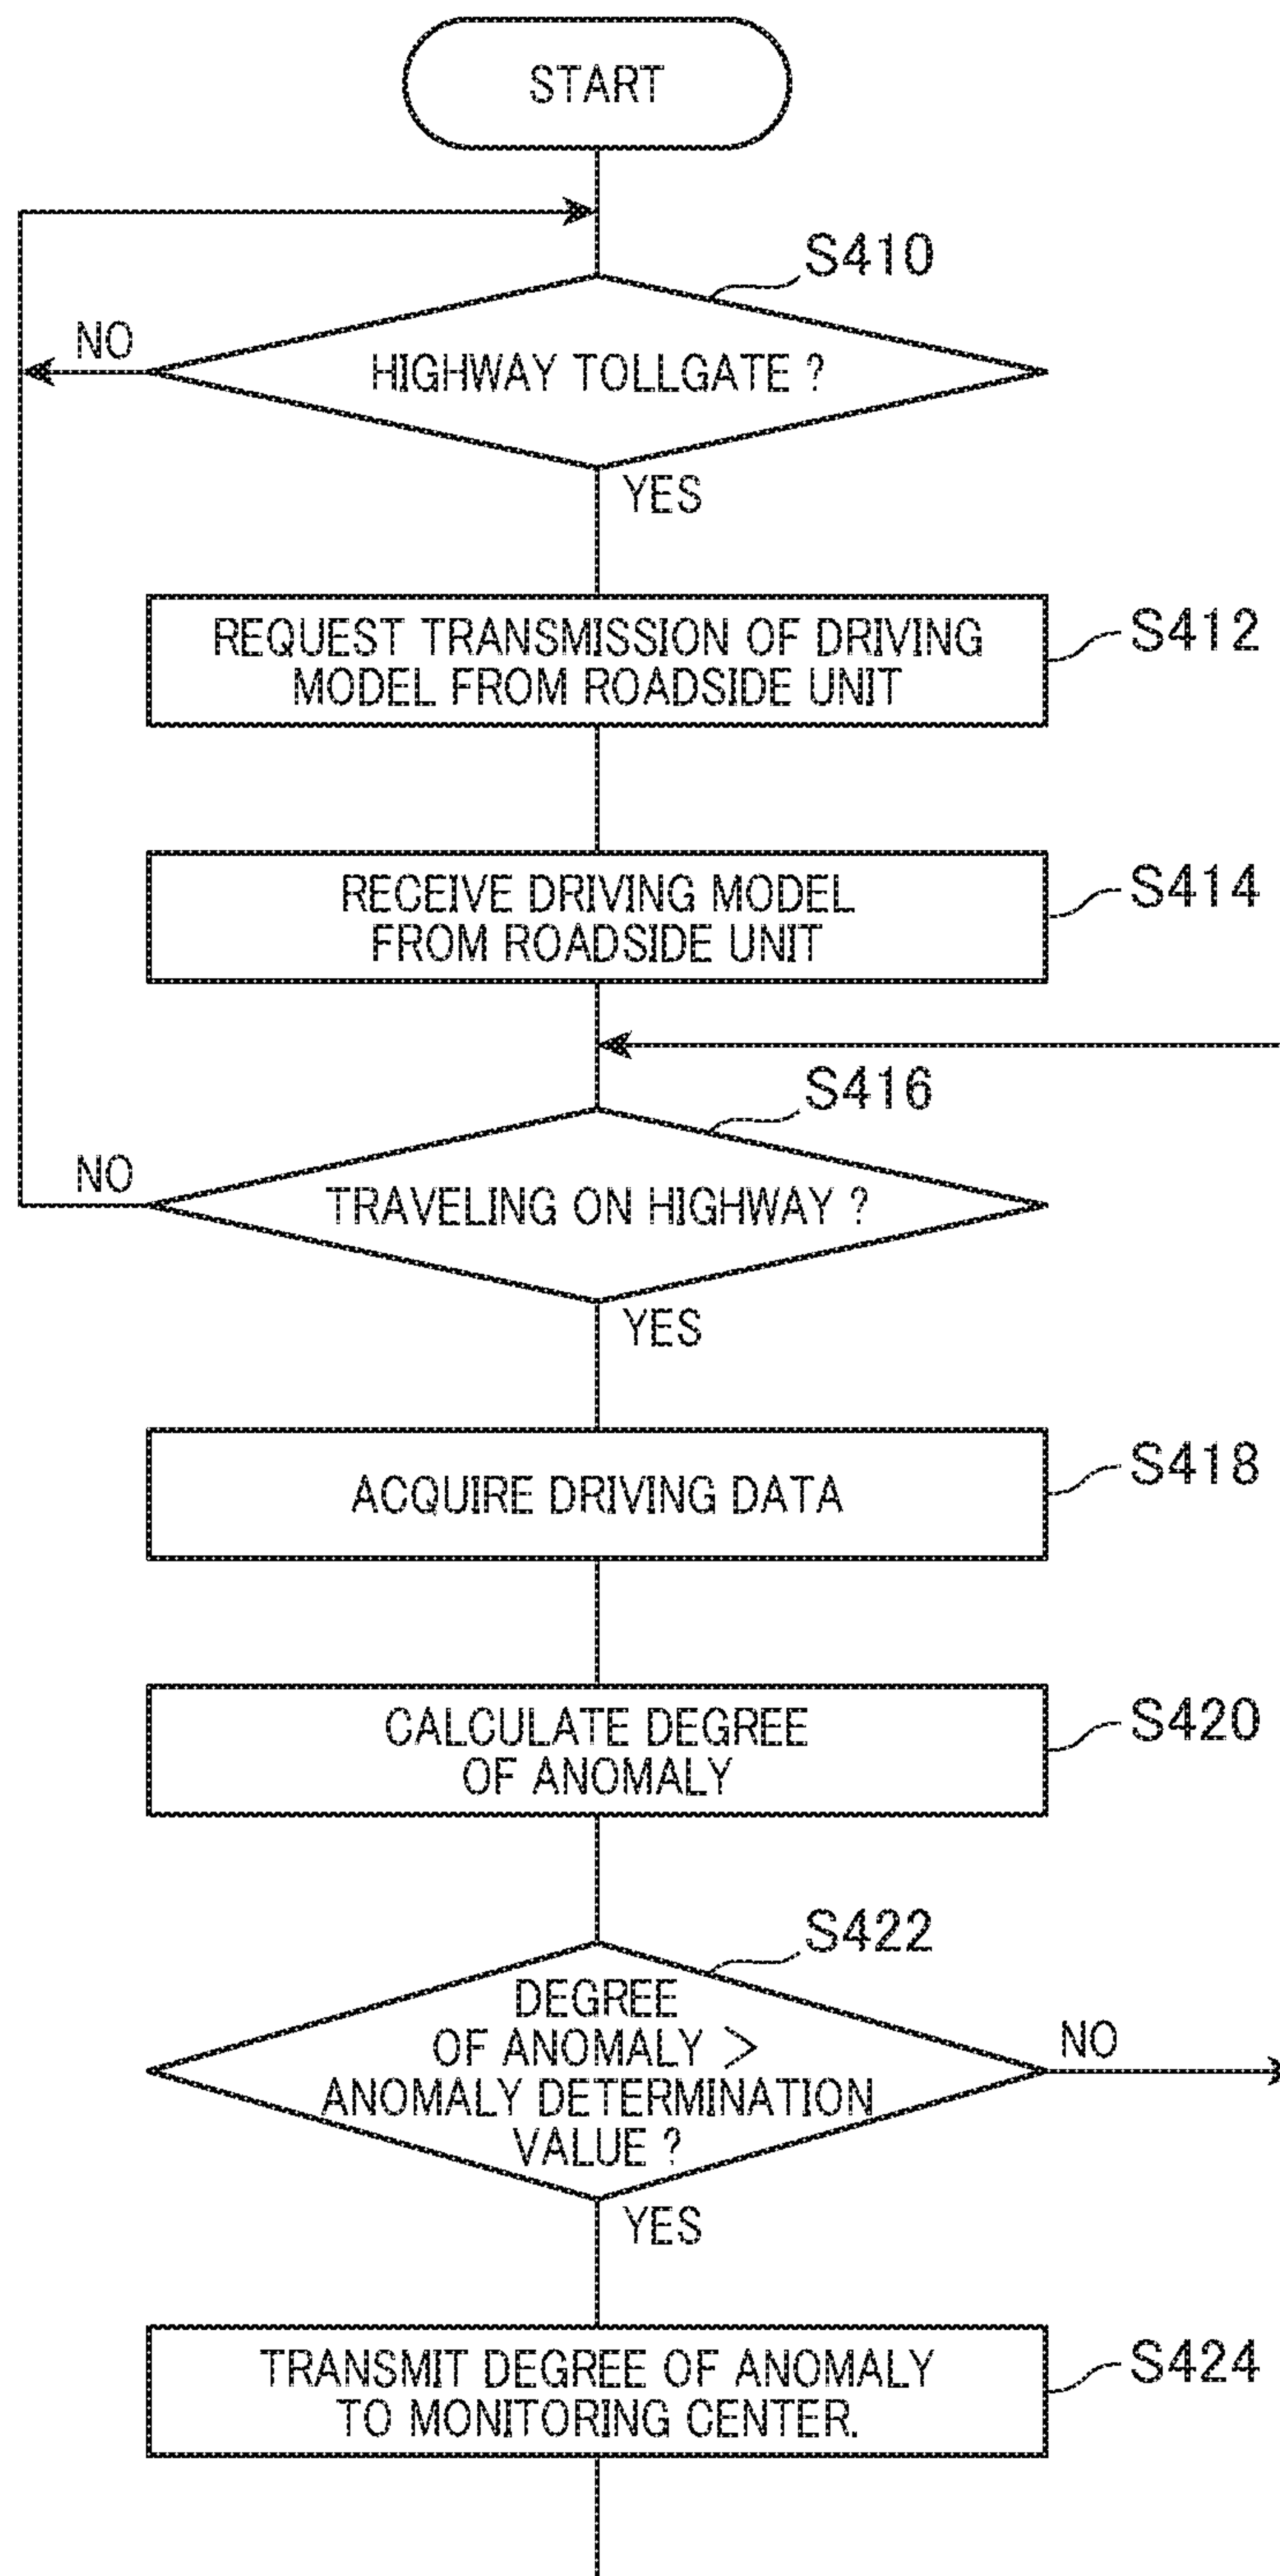 START
S410
NO
HIGHWAY TOLLGATE ?
YES
REQUEST TRANSMISSION OF DRIVING
MODEL FROM ROADSIDE UNIT
S412
RECEIVE DRIVING MODEL
FROM ROADSIDE UNIT
S414
S416
NO
TRAVELING ON HIGHWAY ?
YES
ACQUIRE DRIVING DATA
S418
CALCULATE DEGREE
OF ANOMALY
S420
S422
DEGREE
OF ANOMALY >
ANOMALY DETERMINATION
VALUE ?
NO
YES
TRANSMIT DEGREE OF ANOMALY
TO MONITORING CENTER.
S424